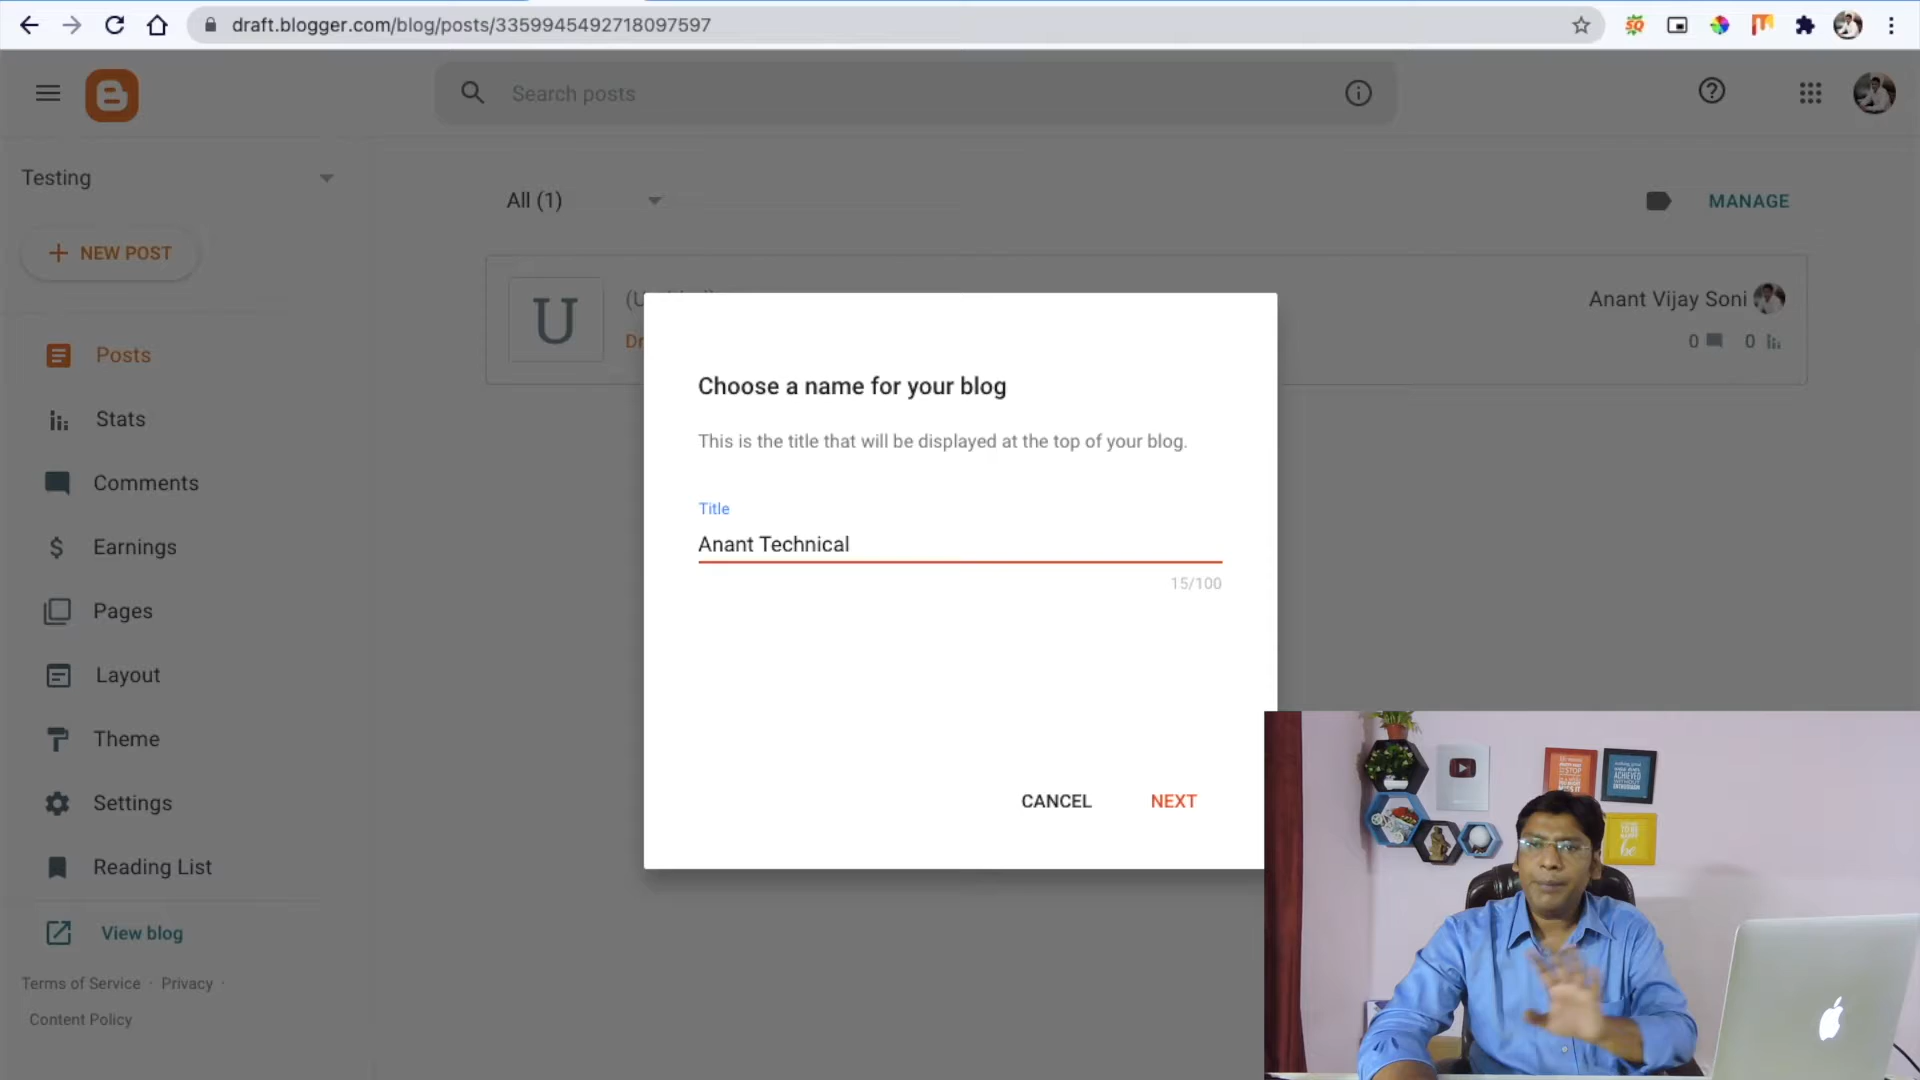 draft.blogger.com/blog/posts/3359945492718097597
Search posts
Testing
All (1)
MANAGE
NEW POST
U
Anant Vijay Soni
0 0
Posts
Stats
Comments
Earnings
Pages
Layout
Theme
Settings
Reading List
View blog
Terms of Service · Privacy ·
Content Policy
Choose a name for your blog
This is the title that will be displayed at the top of your blog.
Title
Anant Technical
15/100
CANCEL NEXT
STOP
ACHIEVED
be